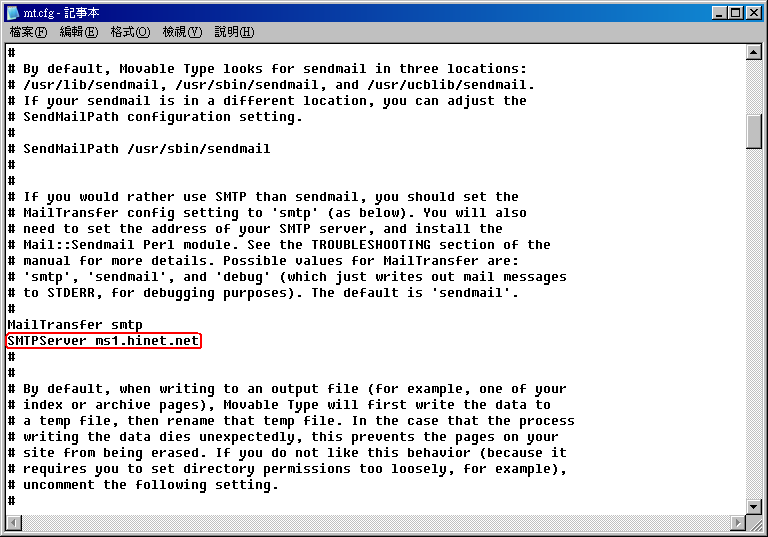 mt.cfg - 記事本
檔案(F) 編輯(E) 格式(O) 檢視(V) 說明(H)
#
# By default, Movable Type looks for sendmail in three locations:
# /usr/lib/sendmail, /usr/sbin/sendmail, and /usr/ucblib/sendmail.
# If your sendmail is in a different location, you can adjust the
# SendMailPath configuration setting.
#
# SendMailPath /usr/sbin/sendmail
#
#
# If you would rather use SMTP than sendmail, you should set the
# MailTransfer config setting to 'smtp' (as below). You will also
# need to set the address of your SMTP server, and install the
# Mail::Sendmail Perl module. See the TROUBLESHOOTING section of the
# manual for more details. Possible values for MailTransfer are:
# 'smtp', 'sendmail', and 'debug' (which just writes out mail messages
# to STDERR, for debugging purposes). The default is 'sendmail'.
#
MailTransfer smtp
SMTPServer ms1.hinet.net
#
#
# By default, when writing to an output file (for example, one of your
# index or archive pages), Movable Type will first write the data to
# a temp file, then rename that temp file. In the case that the process
# writing the data dies unexpectedly, this prevents the pages on your
# site from being erased. If you do not like this behavior (because it
# requires you to set directory permissions too loosely, for example),
# uncomment the following setting.
#